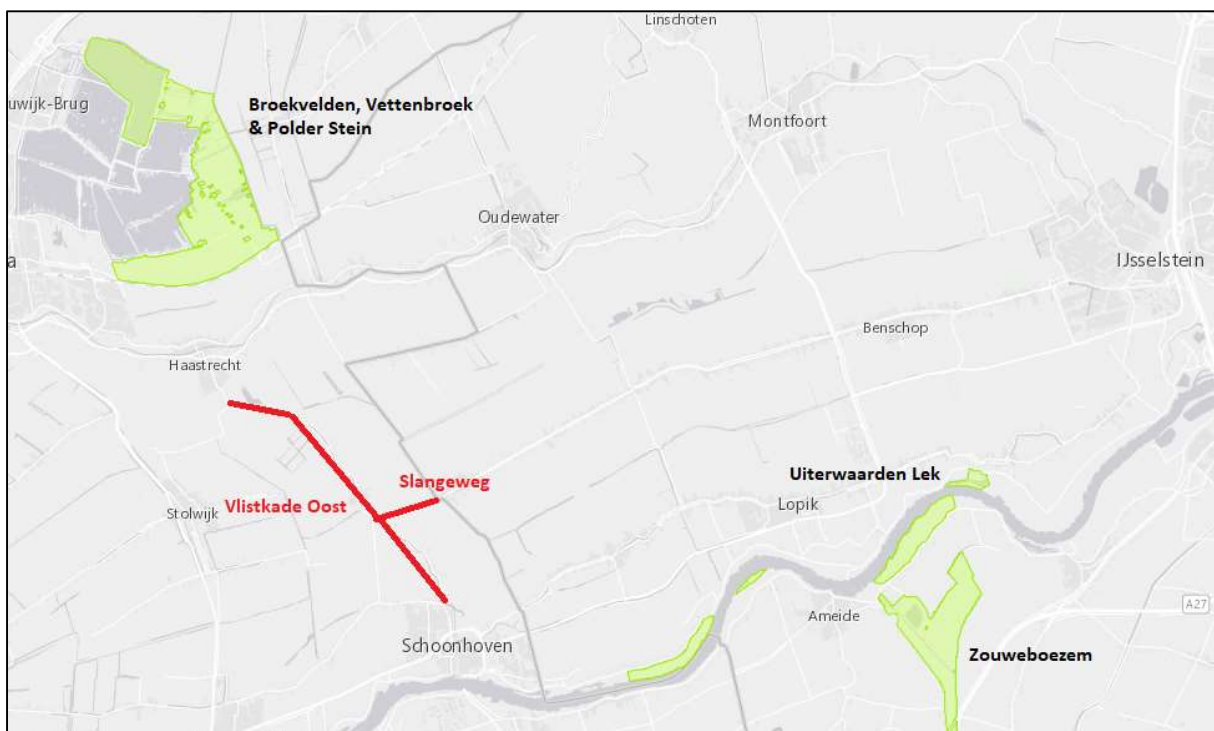 Linschoten
uwijk-Brug
Broekvelden, Vettenbroek
& Polder Stein
Montfoort
Oudewater
a
IJsselstein
Benschop
Haastrecht
Slangeweg
Uiterwaarden Lek
Vlistkade Oost
Lopik
Stolwijk
Ameide
A27
Schoonhoven
Zouweboezem